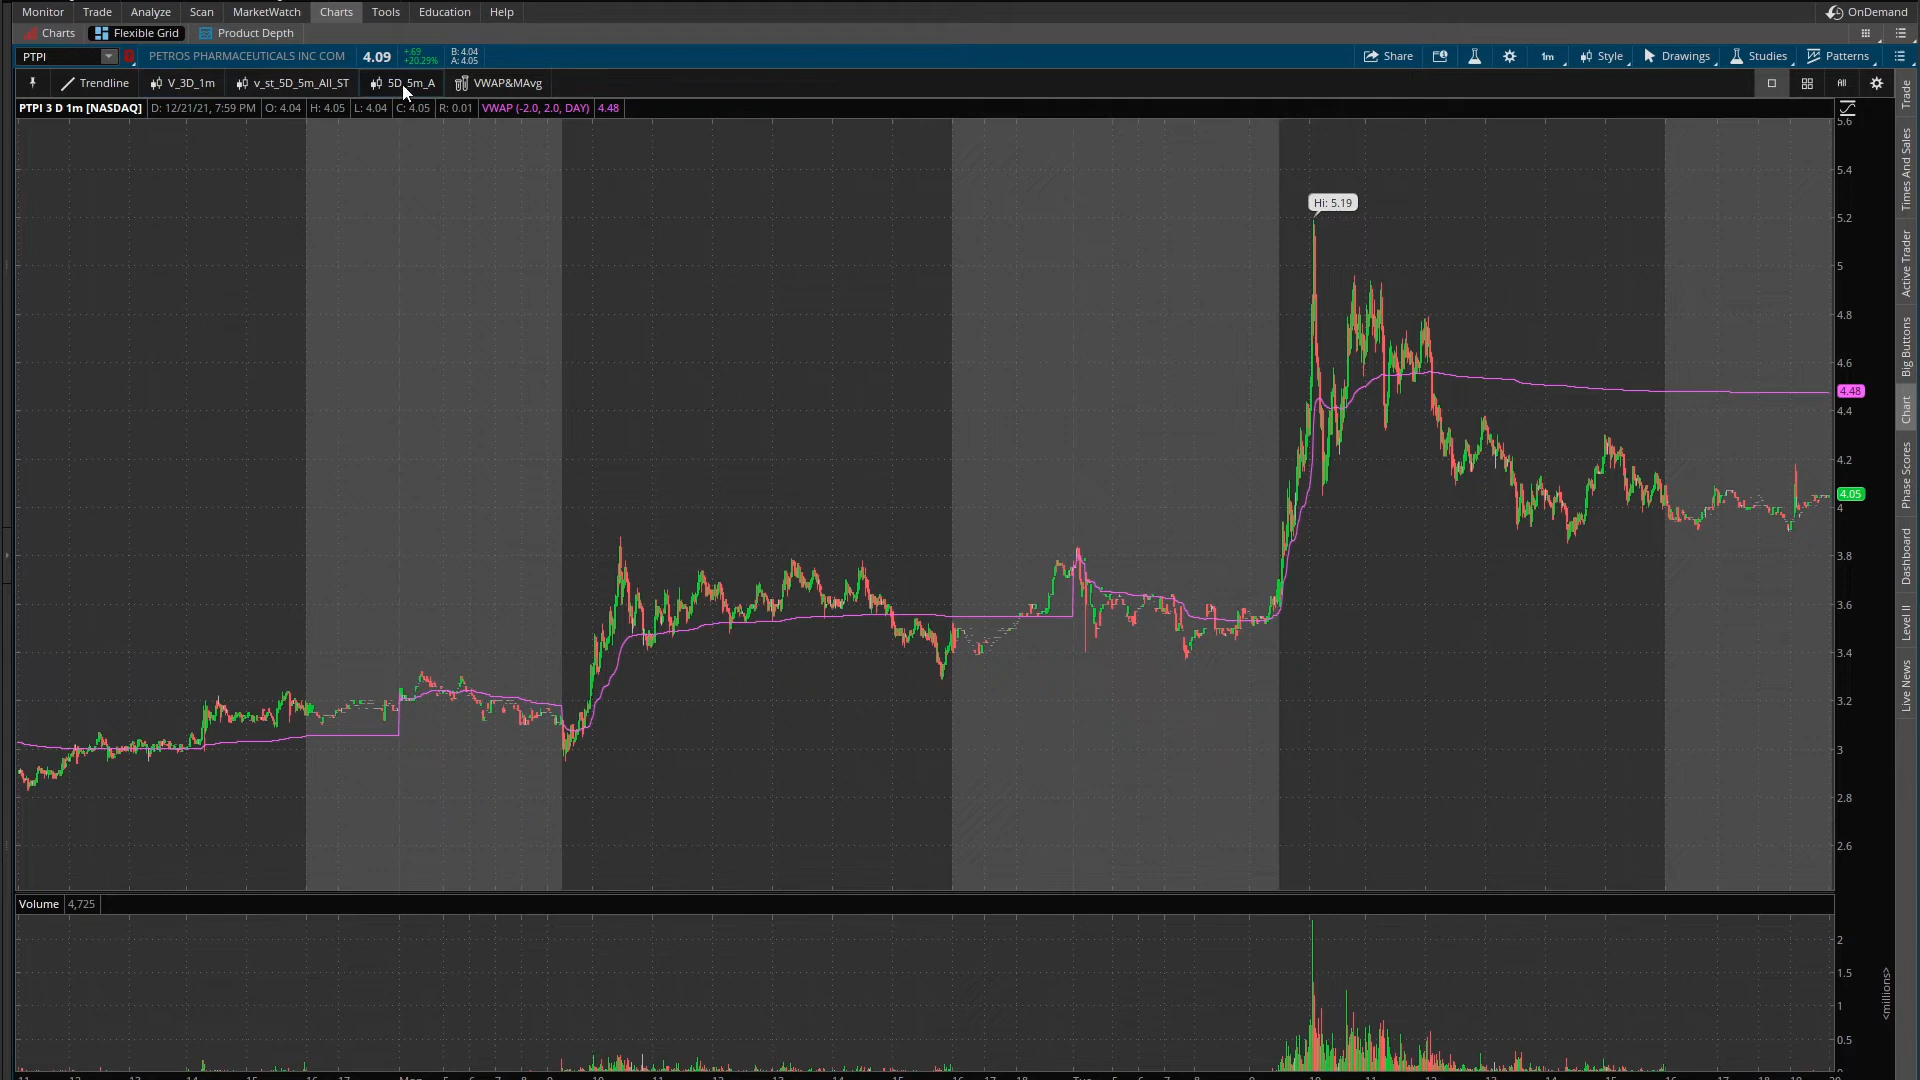 Monitor Trade Analyze Scan MarketWatch Charts Tools Education Help OnDemand
Charts Flexible Grid Product Depth
PTPI PETROS PHARMACEUTICALS INC COM 4.09 +.69 +20.29% B: 4.04 A: 4.05 Share 1m Style Drawings Studies Patterns
Trendline V_3D_1m v_st_5D_5m_All_ST 5D_5m_A VWAP&MAvg All
PTPI 3 D 1m [NASDAQ] D: 12/21/21, 7:59 PM O: 4.04 H: 4.05 L: 4.04 C: 4.05 R: 0.01 VWAP (-2.0, 2.0, DAY) 4.48
Hi: 5.19
5.6
5.4
5.2
5
4.8
4.6
4.48
4.4
4.2
4.05
4
3.8
3.6
3.4
3.2
3
2.8
2.6
Volume 4,725
2
1.5
1
0.5
<millions>
Trade
Times And Sales
Active Trader
Big Buttons
Chart
Phase Scores
Dashboard
Level II
Live News